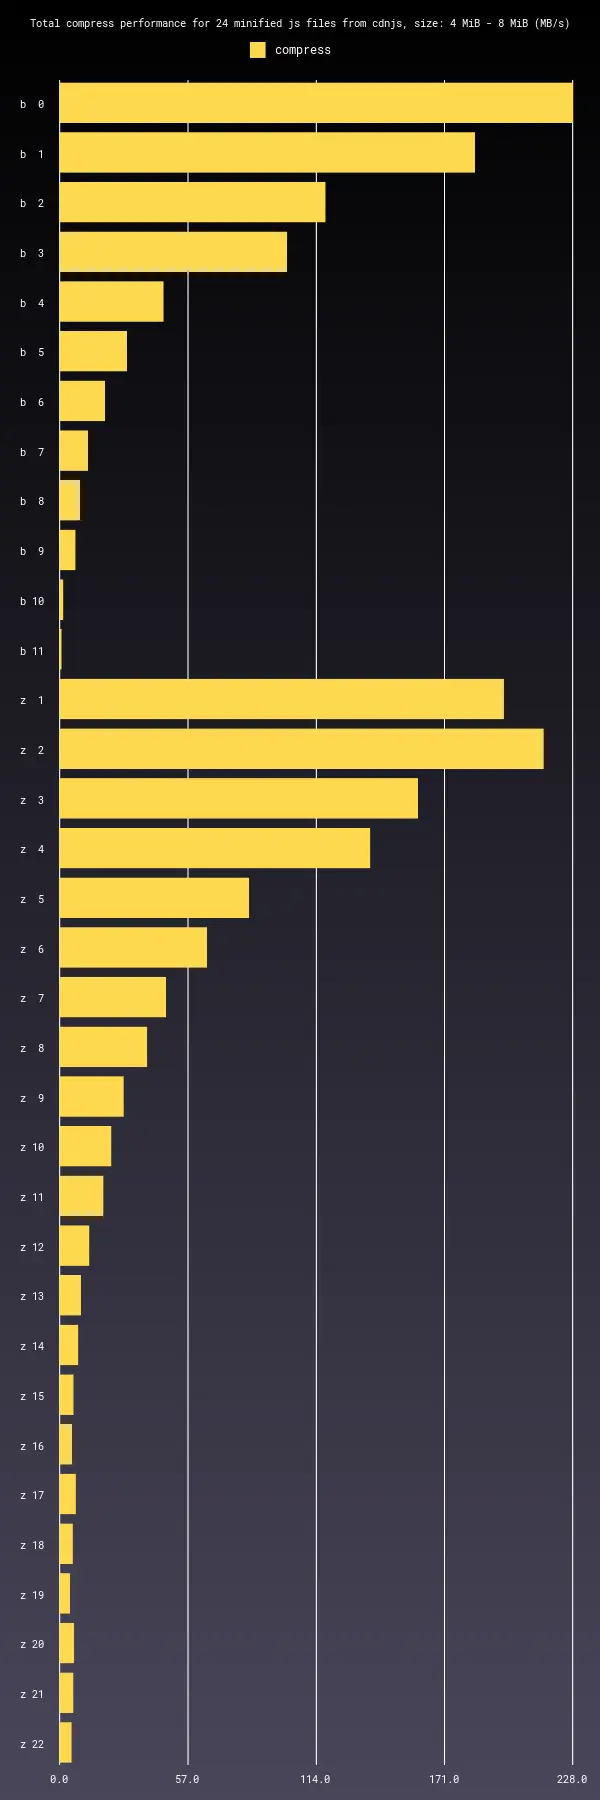 Total compress performance for 24 minified js files from cdnjs, size: 4 MiB - 8 MiB (MB/s)
compress
b 0
b 1
b 2
b 3
b 4
b 5
b 6
b 7
b 8
b 9
b 10
b 11
z 1
z 2
z 3
z 4
z 5
z 6
z 7
z 8
z 9
z 10
z 11
z 12
z 13
z 14
z 15
z 16
z 17
z 18
z 19
z 20
z 21
z 22
0.0 57.0 114.0 171.0 228.0